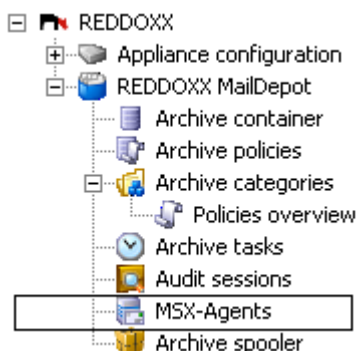 REDDOXX
Appliance configuration
REDDOXX MailDepot
Archive container
Archive policies
Archive categories
Policies overview
Archive tasks
Audit sessions
MSX-Agents
Archive spooler